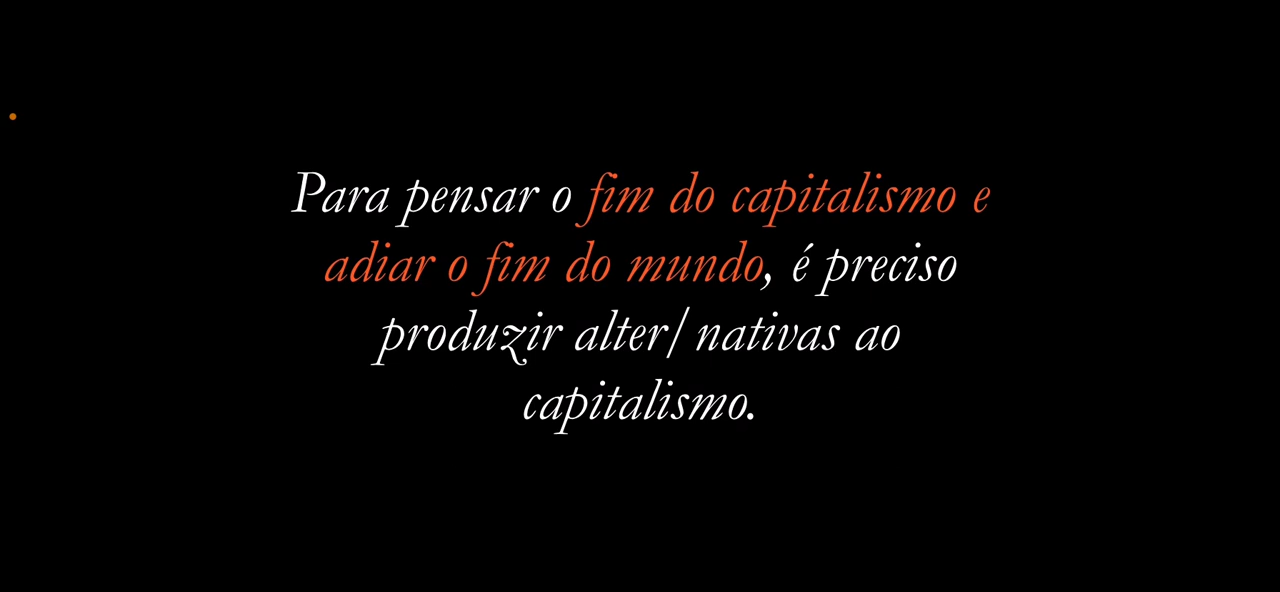 Para pensar o fim do capitalismo e
adiar o fim do mundo, é preciso
produzir alter/nativas ao
capitalismo.